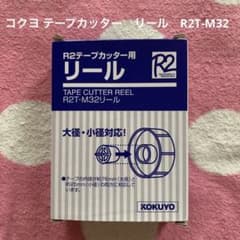 コクヨ テープカッター　リール　R2T-M32
R2テープカッター用
リール
R2
TAPE CUTTER REEL
R2T-M32リール
大径・小径対応!
KOKUYO